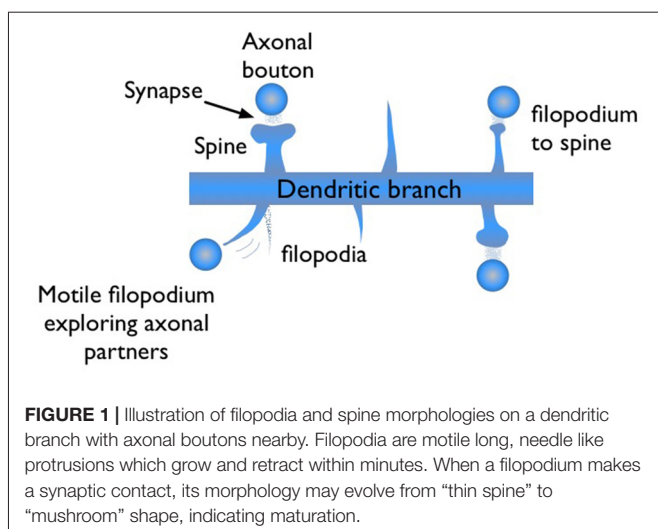 Axonal
bouton
Synapse
Spine
filopodium
to spine
Dendritic branch
filopodia
Motile filopodium
exploring axonal
partners
FIGURE 1 | Illustration of filopodia and spine morphologies on a dendritic
branch with axonal boutons nearby. Filopodia are motile long, needle like
protrusions which grow and retract within minutes. When a filopodium makes
a synaptic contact, its morphology may evolve from “thin spine” to
“mushroom” shape, indicating maturation.